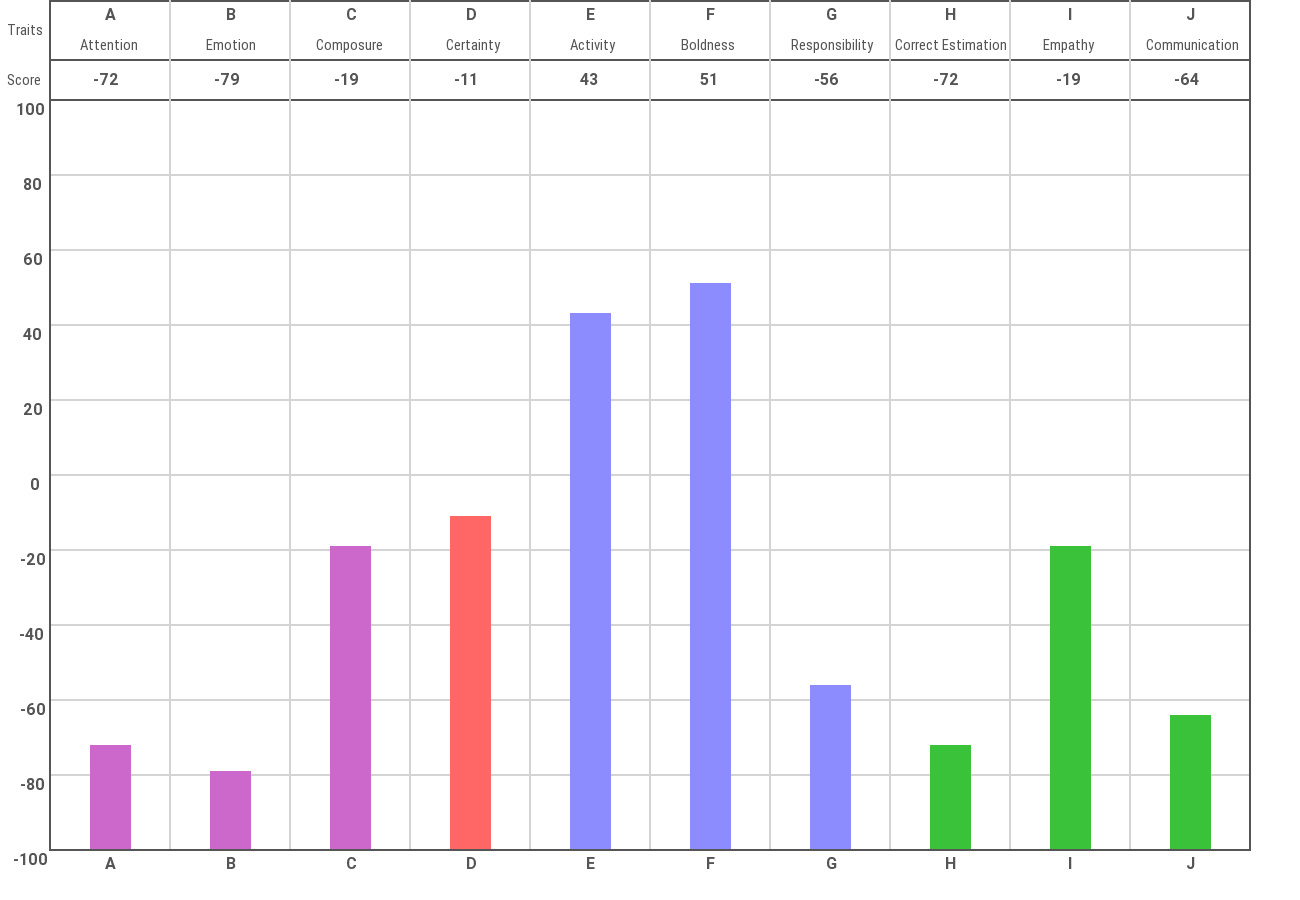 Traits A B C D E F G H I J
Attention Emotion Composure Certainty Activity Boldness Responsibility Correct Estimation Empathy Communication
Score -72 -79 -19 -11 43 51 -56 -72 -19 -64
100
80
60
40
20
0
-20
-40
-60
-80
-100
A B C D E F G H I J